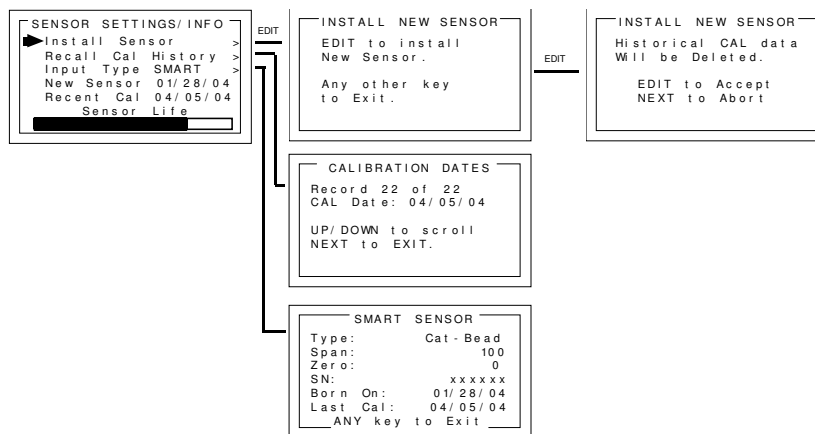 SENSOR SETTINGS/INFO
Install Sensor >
Recall Cal History >
Input Type SMART >
New Sensor 01/28/04
Recent Cal 04/05/04
Sensor Life
EDIT
INSTALL NEW SENSOR
EDIT to install
New Sensor.
Any other key
to Exit.
EDIT
INSTALL NEW SENSOR
Historical CAL data
Will be Deleted.
EDIT to Accept
NEXT to Abort
CALIBRATION DATES
Record 22 of 22
CAL Date: 04/05/04
UP/DOWN to scroll
NEXT to EXIT.
SMART SENSOR
Type: Cat-Bead
Span: 100
Zero: 0
SN: xxxxxx
Born On: 01/28/04
Last Cal: 04/05/04
ANY key to Exit